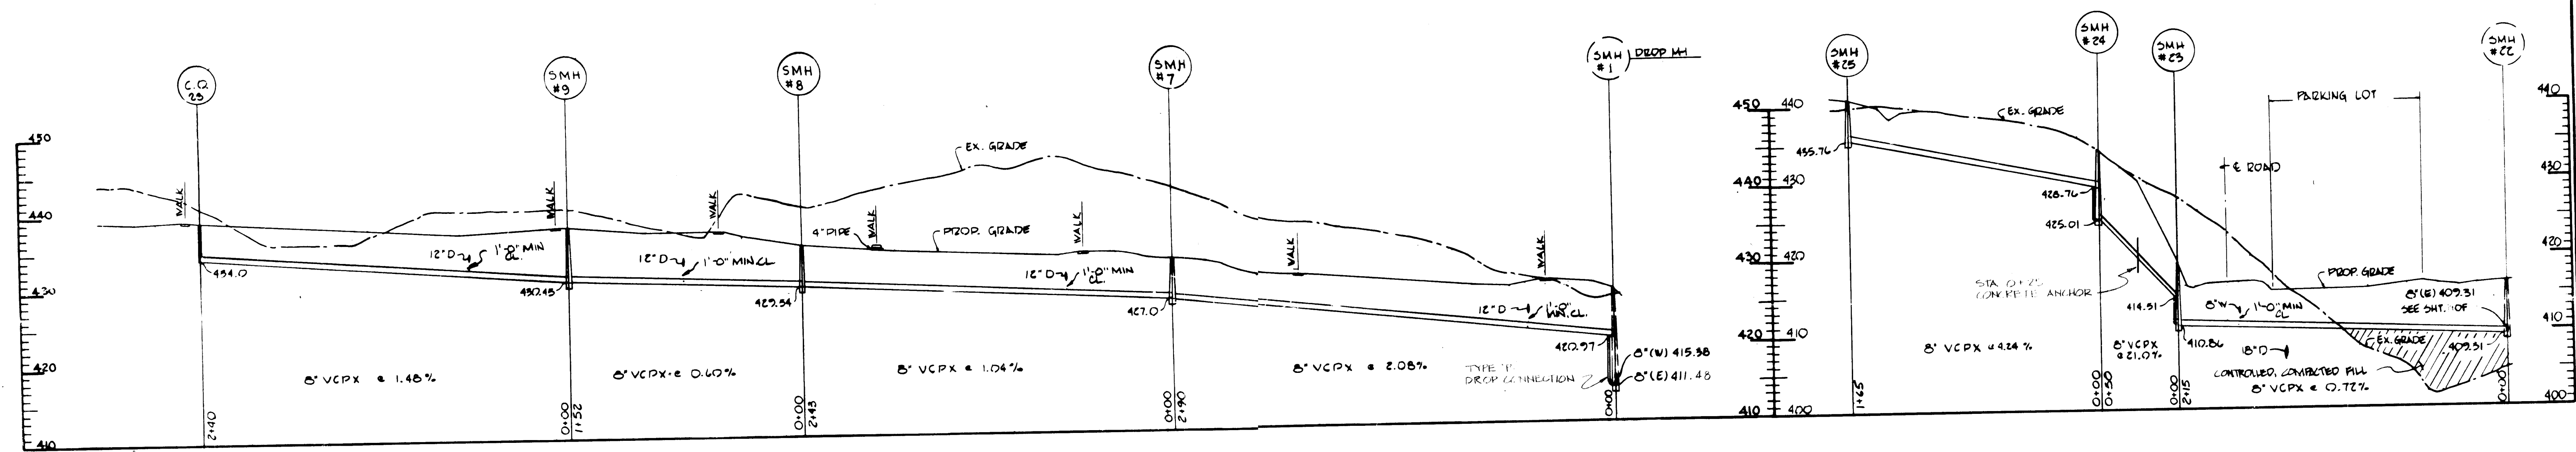 C.O.
23
SMH
#9
SMH
#8
SMH
#7
SMH
#1
DROP MH
SMH
#25
SMH
#24
SMH
#23
SMH
#22
450
440
430
420
410
WALK
WALK
WALK
4" PIPE
WALK
PROP. GRADE
WALK
EX. GRADE
WALK
WALK
434.0
12"D
1'-0" MIN
CL.
430.45
12"D
1'-0" MIN CL
429.54
12"D
1'-0" MIN
CL.
427.0
12"D
1'-0"
MIN. CL.
420.97
8"(W) 415.38
8"(E) 411.48
TYPE
DROP CONNECTION
8" VCPX @ 1.48%
8" VCPX @ 0.60%
8" VCPX @ 1.04%
8" VCPX @ 2.08%
2+40
0+00
1+52
0+00
2+43
0+00
2+90
0+00
450 440
440 430
430 420
420 410
410 400
435.76
EX. GRADE
428.76
425.01
STA 0+25
CONCRETE ANCHOR
414.51
8" VCPX @ 4.24%
8" VCPX
@ 21.0%
PARKING LOT
℄ ROAD
PROP. GRADE
8"W
1'-0" MIN
CL
8"(E) 409.31
SEE SHT. OF
410.86
18"D
EX. GRADE
409.31
CONTROLLED, COMPACTED FILL
8" VCPX @ 0.72%
1+65
0+00
0+50
0+00
2+15
0+00
440
430
420
410
400